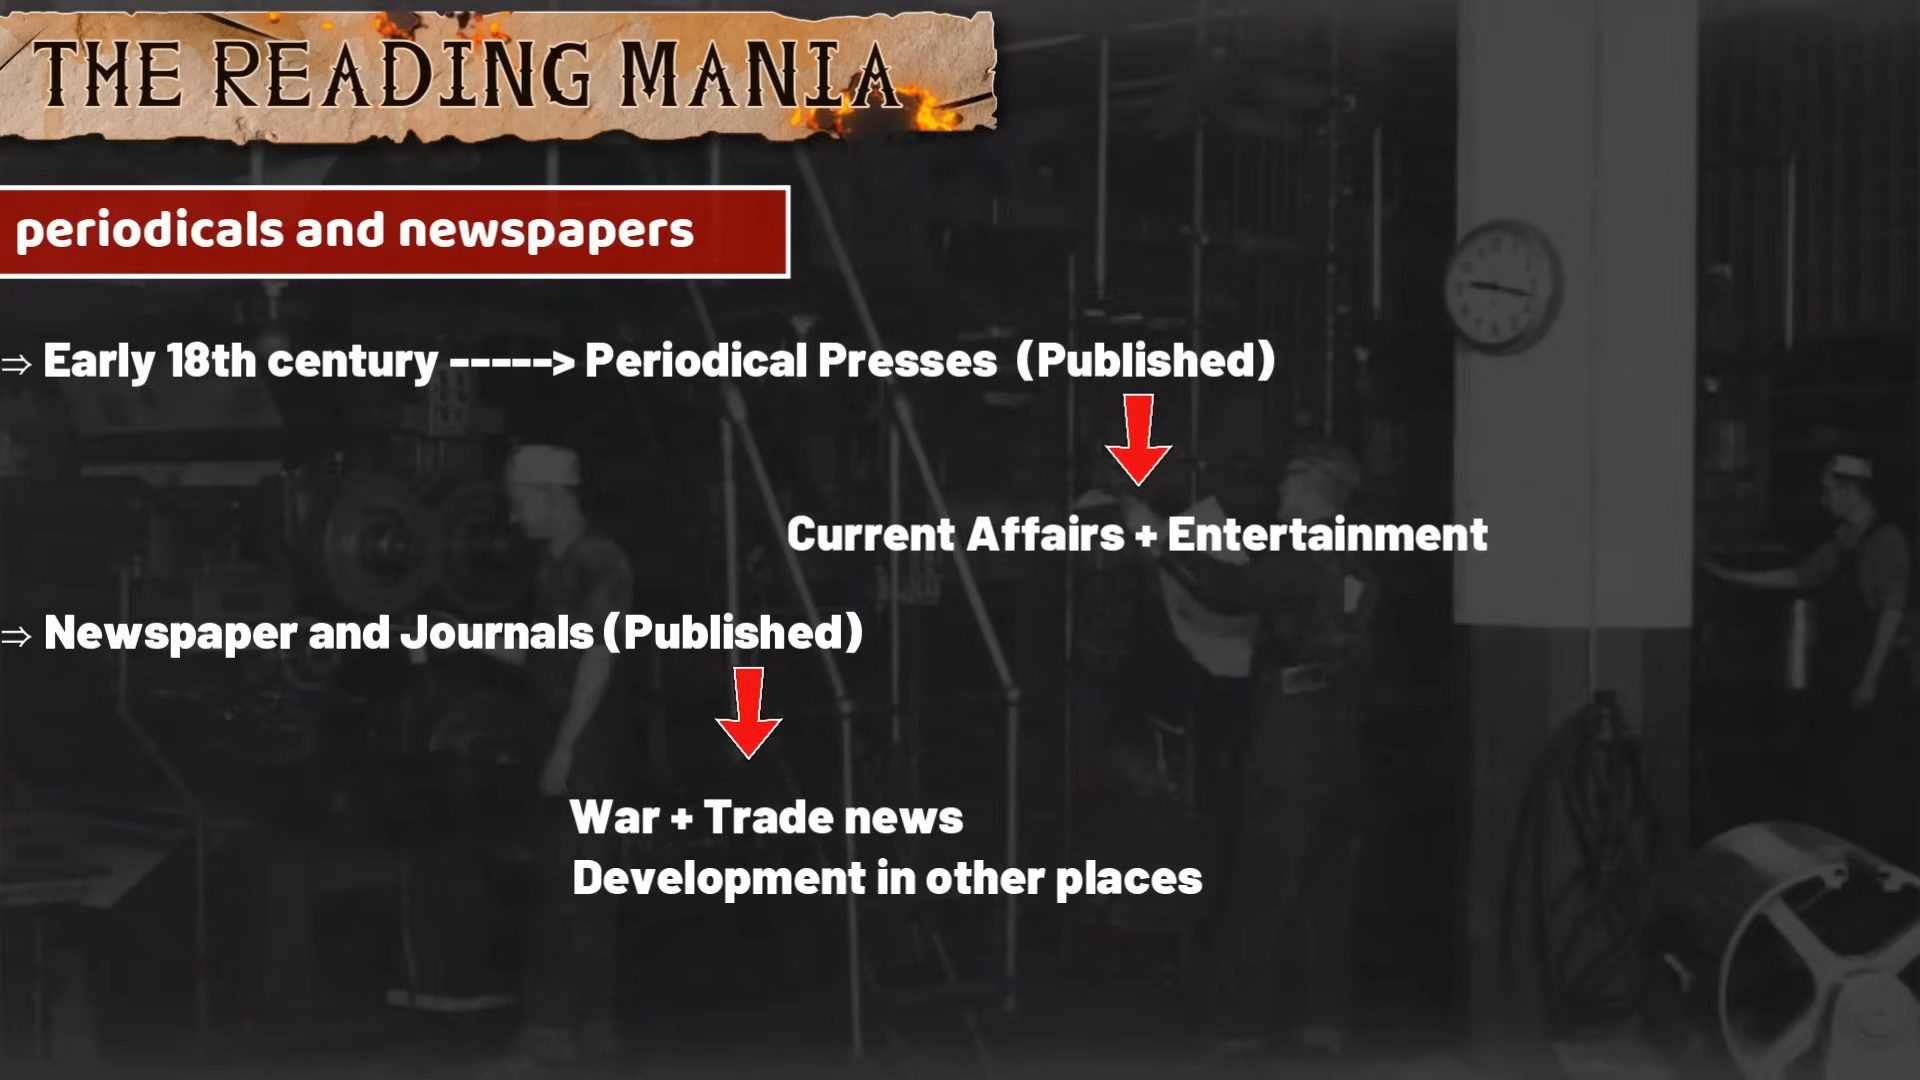 THE READING MANIA
periodicals and newspapers
⇒ Early 18th century -----> Periodical Presses (Published)
Current Affairs + Entertainment
⇒ Newspaper and Journals (Published)
War + Trade news
Development in other places